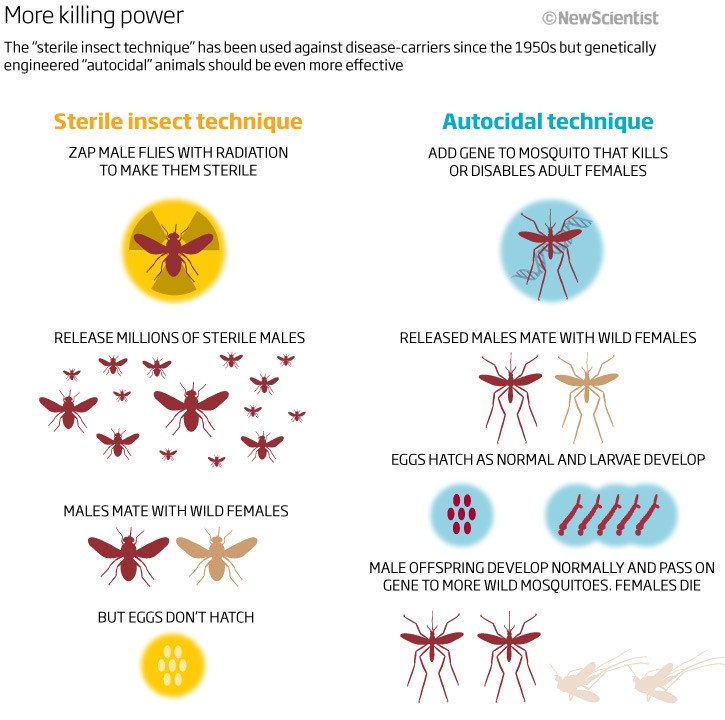 More killing power
©NewScientist
The "sterile insect technique" has been used against disease-carriers since the 1950s but genetically
engineered "autocidal" animals should be even more effective
Sterile insect technique
ZAP MALE FLIES WITH RADIATION
TO MAKE THEM STERILE
RELEASE MILLIONS OF STERILE MALES
MALES MATE WITH WILD FEMALES
BUT EGGS DON'T HATCH
Autocidal technique
ADD GENE TO MOSQUITO THAT KILLS
OR DISABLES ADULT FEMALES
RELEASED MALES MATE WITH WILD FEMALES
EGGS HATCH AS NORMAL AND LARVAE DEVELOP
MALE OFFSPRING DEVELOP NORMALLY AND PASS ON
GENE TO MORE WILD MOSQUITOES. FEMALES DIE